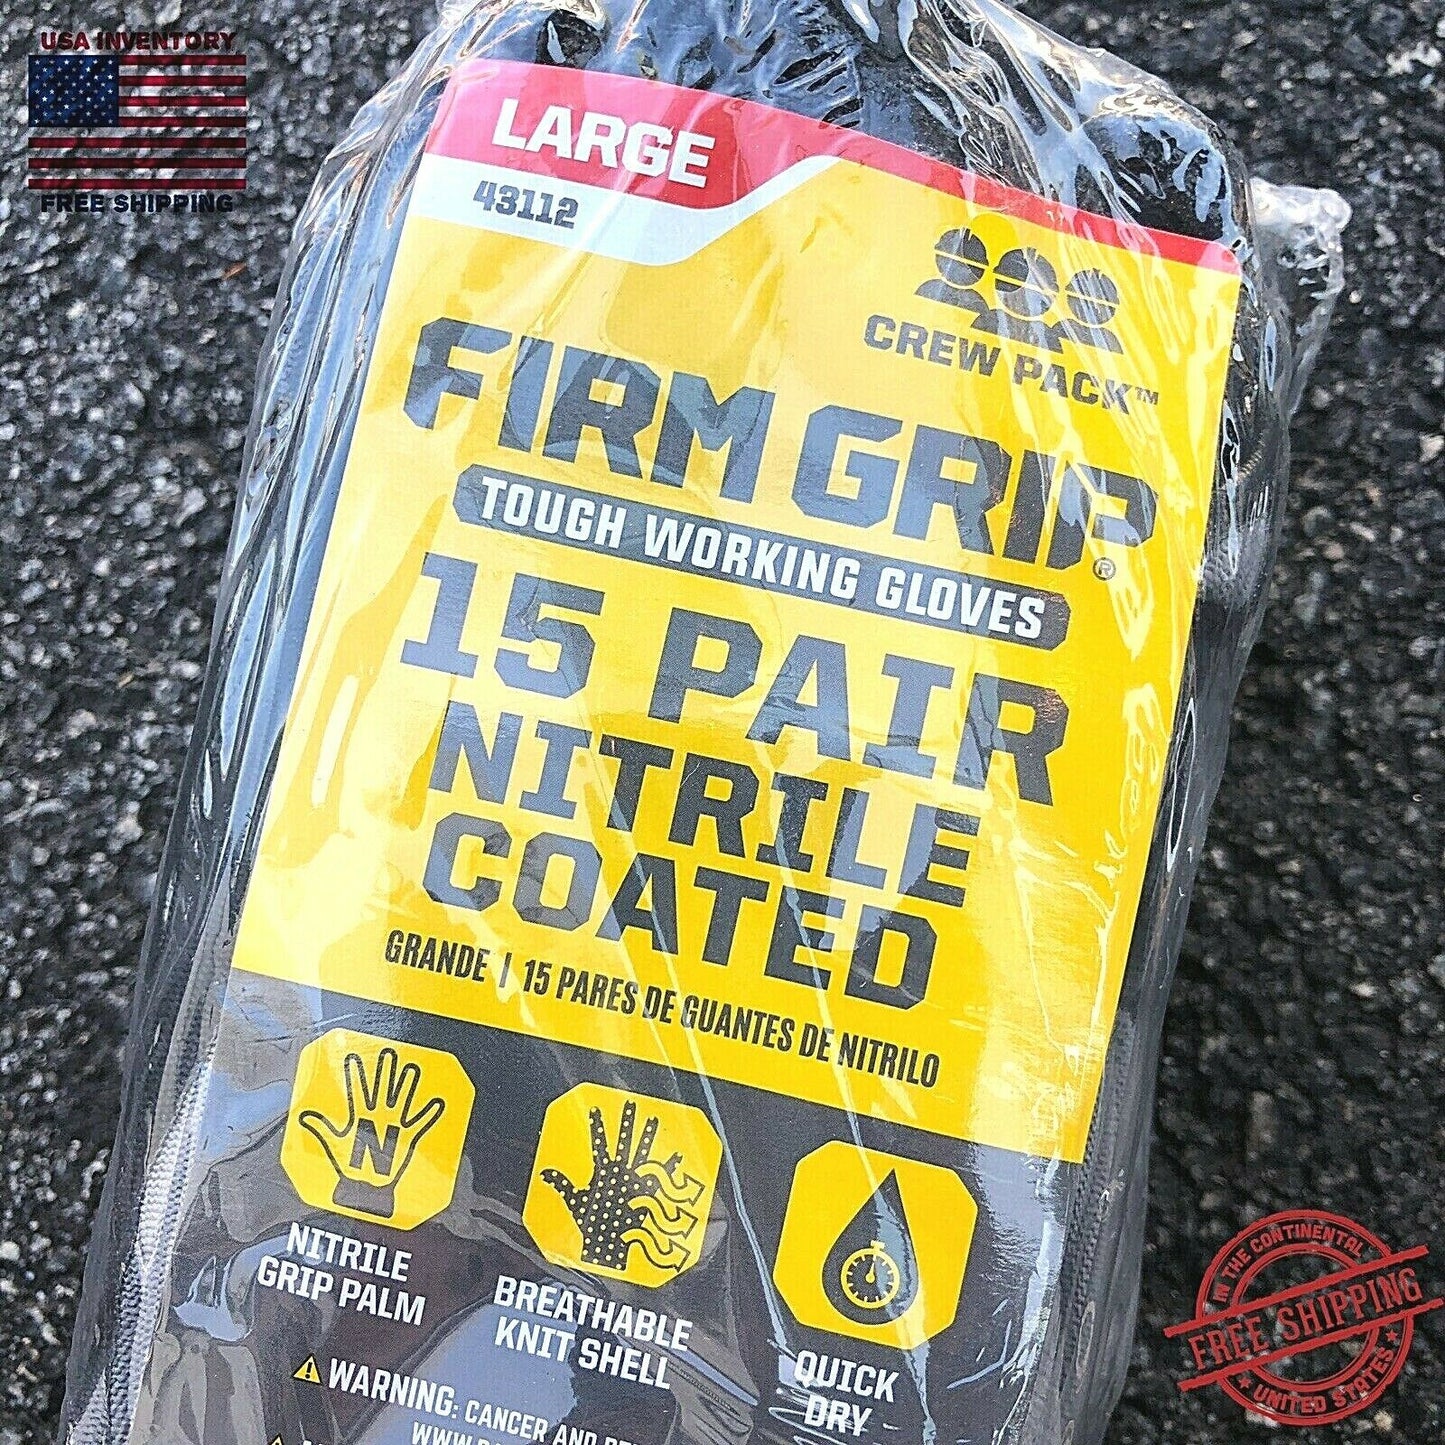 USA INVENTORY
FREE SHIPPING
LARGE
43112
CREW PACK™
FIRM GRIP®
TOUGH WORKING GLOVES
15 PAIR
NITRILE
COATED
GRANDE | 15 PARES DE GUANTES DE NITRILO
N
NITRILE
GRIP PALM
BREATHABLE
KNIT SHELL
QUICK
DRY
WARNING: CANCER AND
IN THE CONTINENTAL
FREE SHIPPING
UNITED STATES